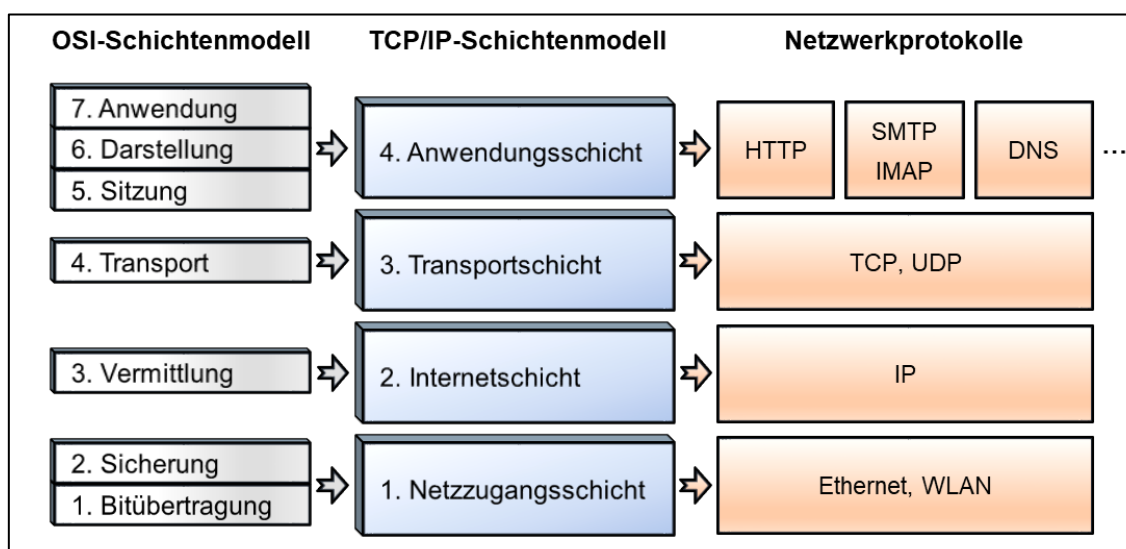 OSI-Schichtenmodell
TCP/IP-Schichtenmodell
Netzwerkprotokolle
7. Anwendung
6. Darstellung
5. Sitzung
4. Anwendungsschicht
HTTP
SMTP
IMAP
DNS
...
4. Transport
3. Transportschicht
TCP, UDP
3. Vermittlung
2. Internetschicht
IP
2. Sicherung
1. Bitübertragung
1. Netzzugangsschicht
Ethernet, WLAN